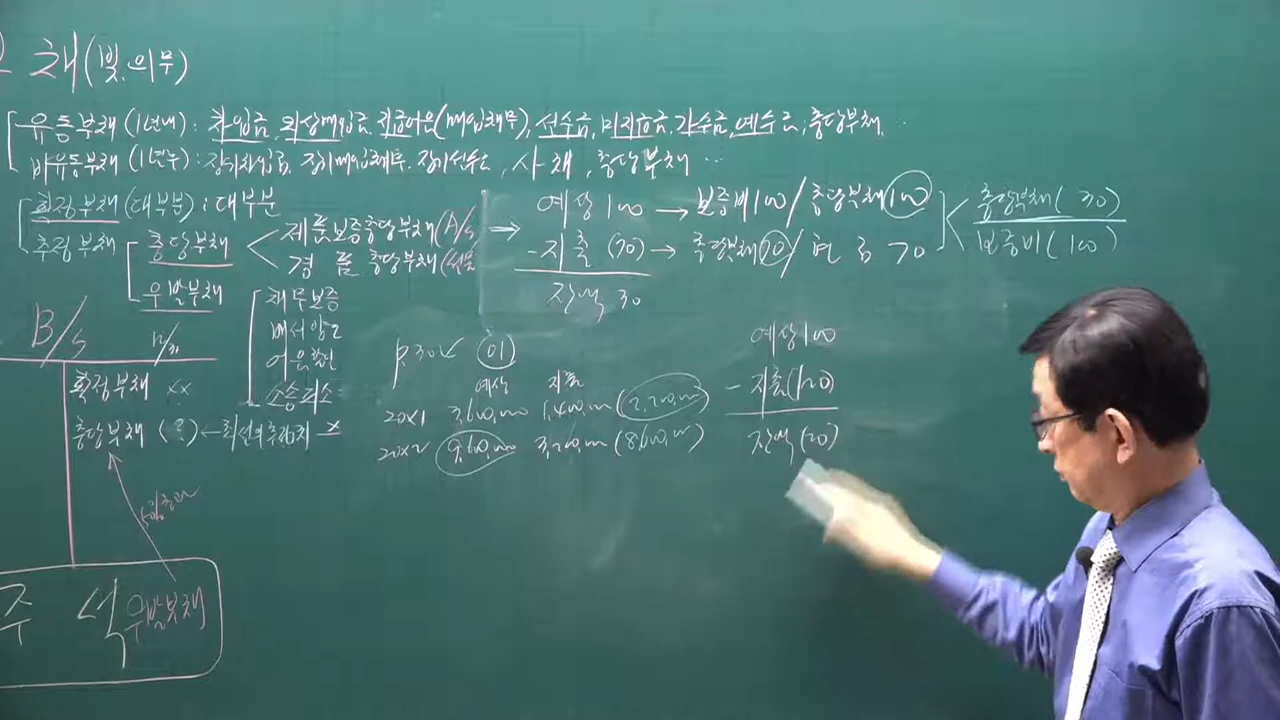 채(빚.의무)
유동부채(1년내): 차입금, 외상매입금, 지급어음(매입채무), 선수금, 미지급금, 가수금, 예수금, 충당부채 ..
비유동부채(1년후): 장기차입금, 장기매입채무, 장기선수금, 사채, 충당부채 ...
확정부채(대부분): 대부분
추정부채
충당부채 < 제품보증충당부채(A/S
경품충당부채(
우발부채
예상 100 → 보증비 100 / 충당부채 100
-지출 (70) → 충당부채 70 / 현금 70
잔액 30
충당부채( 30)
보증비(100)
채무보증
배서양도
어음할인
소송피소
B/S 12/31
확정부채 xx
충당부채 (?) ← 최선의추정치
50%초과
주 석 우발부채
p.30 01
예상 지출
20x1 3,600,000 1,400,000 (2,200,000)
20x2 9,600,000 (8,600,000)
예상 100
- 지출(120)
잔액(20)